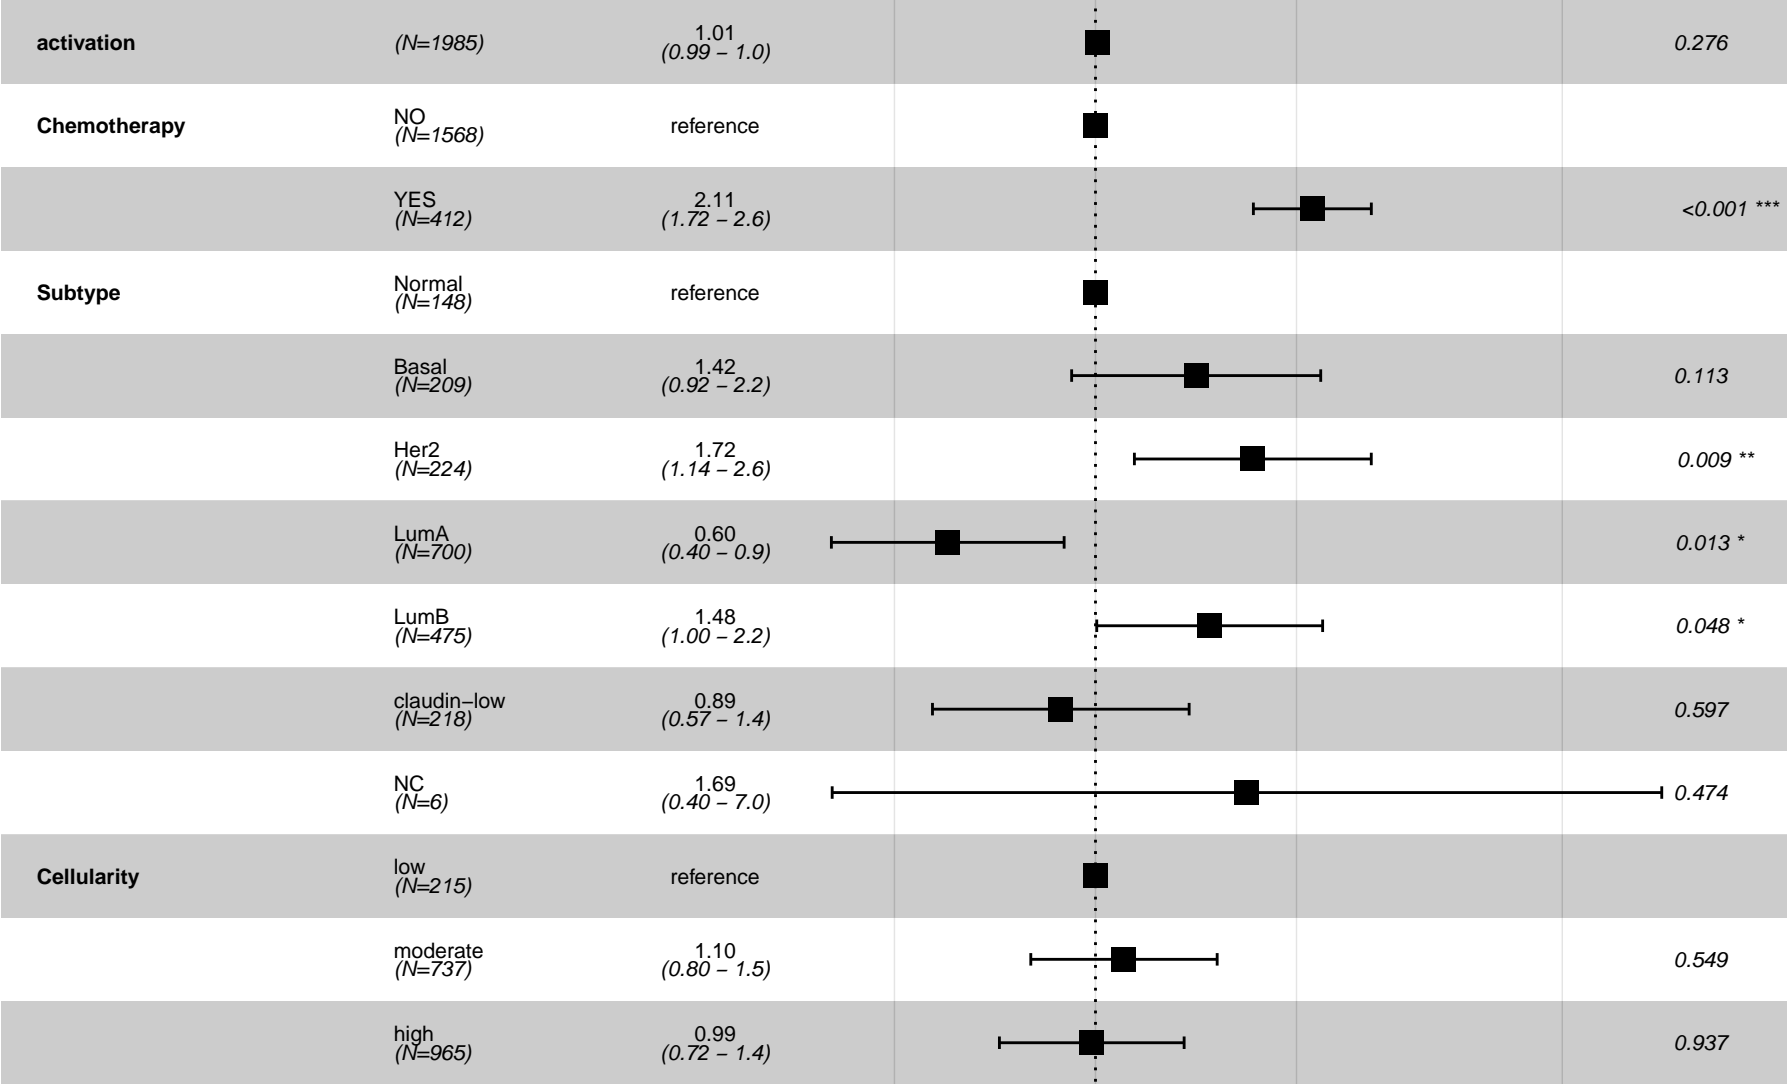 activation (N=1985) 1.01 0.276
(0.99 – 1.0)
Chemotherapy NO reference
(N=1568)
YES 2.11 <0.001 ***
(N=412) (1.72 – 2.6)
Subtype Normal reference
(N=148)
Basal 1.42 0.113
(N=209) (0.92 – 2.2)
Her2 1.72 0.009 **
(N=224) (1.14 – 2.6)
LumA 0.60 0.013 *
(N=700) (0.40 – 0.9)
LumB 1.48 0.048 *
(N=475) (1.00 – 2.2)
claudin–low 0.89 0.597
(N=218) (0.57 – 1.4)
NC 1.69 0.474
(N=6) (0.40 – 7.0)
Cellularity low reference
(N=215)
moderate 1.10 0.549
(N=737) (0.80 – 1.5)
high 0.99 0.937
(N=965) (0.72 – 1.4)